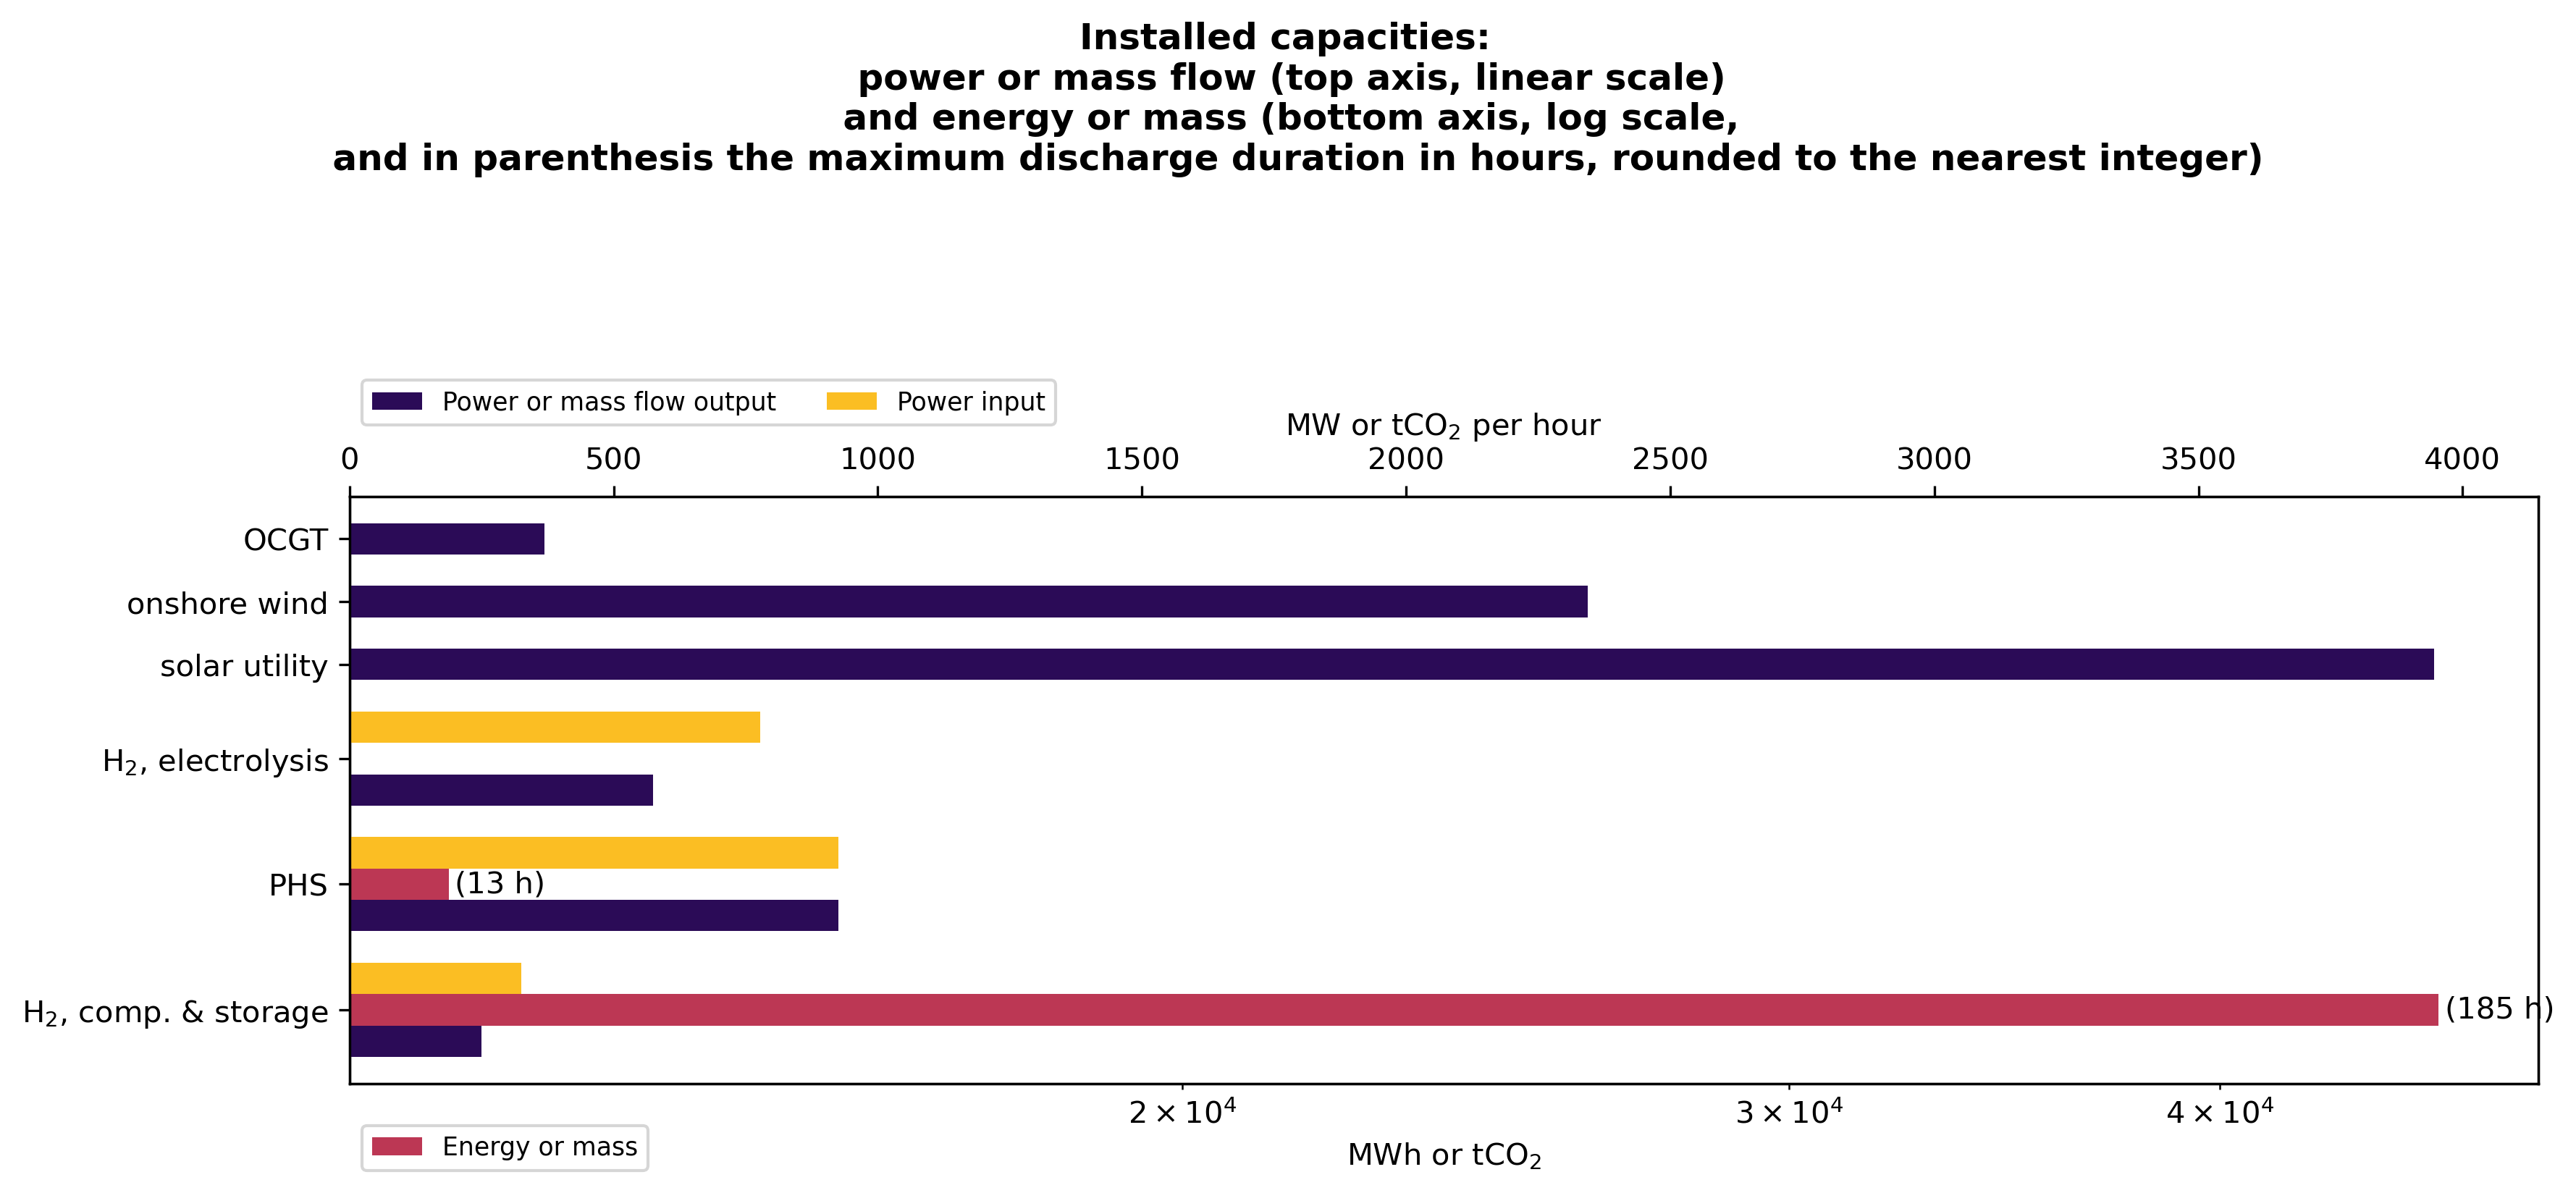 Installed capacities:
power or mass flow (top axis, linear scale)
and energy or mass (bottom axis, log scale,
and in parenthesis the maximum discharge duration in hours, rounded to the nearest integer)
Power or mass flow output Power input
MW or tCO₂ per hour
0 500 1000 1500 2000 2500 3000 3500 4000
OCGT
onshore wind
solar utility
H₂, electrolysis
PHS (13 h)
H₂, comp. & storage (185 h)
2 × 10⁴ 3 × 10⁴ 4 × 10⁴
Energy or mass
MWh or tCO₂